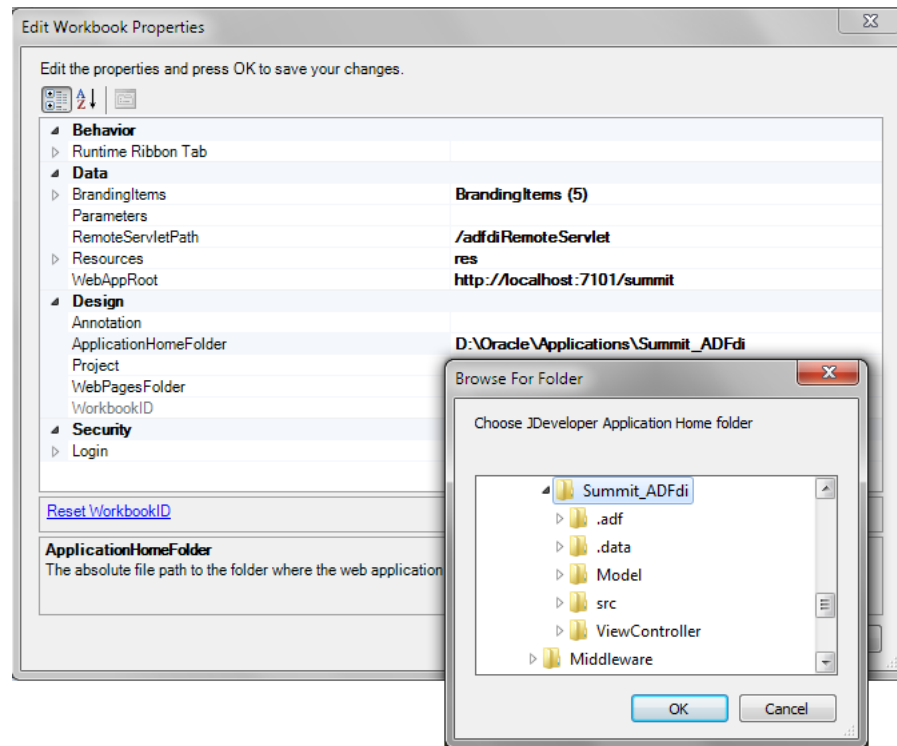 Edit Workbook Properties
Edit the properties and press OK to save your changes.
A
Z
Behavior
Runtime Ribbon Tab
Data
BrandingItems BrandingItems (5)
Parameters
RemoteServletPath /adfdiRemoteServlet
Resources res
WebAppRoot http://localhost:7101/summit
Design
Annotation
ApplicationHomeFolder D:\Oracle\Applications\Summit_ADFdi
Project
WebPagesFolder
WorkbookID
Security
Login
Reset WorkbookID
ApplicationHomeFolder
The absolute file path to the folder where the web application
Browse For Folder
Choose JDeveloper Application Home folder
Summit_ADFdi
.adf
.data
Model
src
ViewController
Middleware
OK Cancel